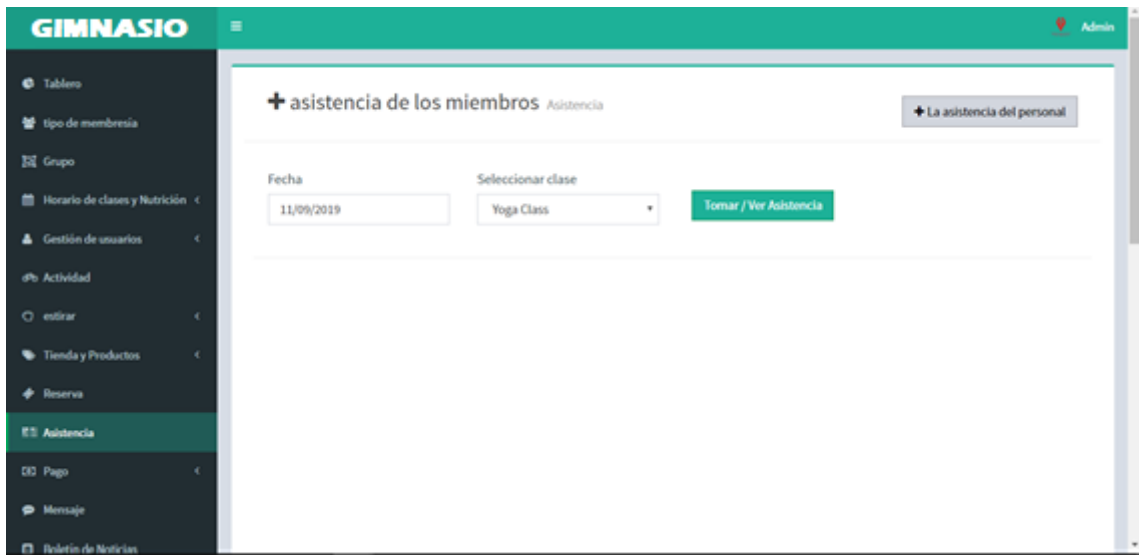 GIMNASIO
Admin
Tablero
tipo de membresia
Grupo
Horario de clases y Nutrición
Gestión de usuarios
Actividad
estirar
Tienda y Productos
Reserva
Asistencia
Pago
Mensaje
Boletin de Noticias
asistencia de los miembros Asistencia
La asistencia del personal
Fecha
Seleccionar clase
11/09/2019
Yoga Class
Tomar / Ver Asistencia